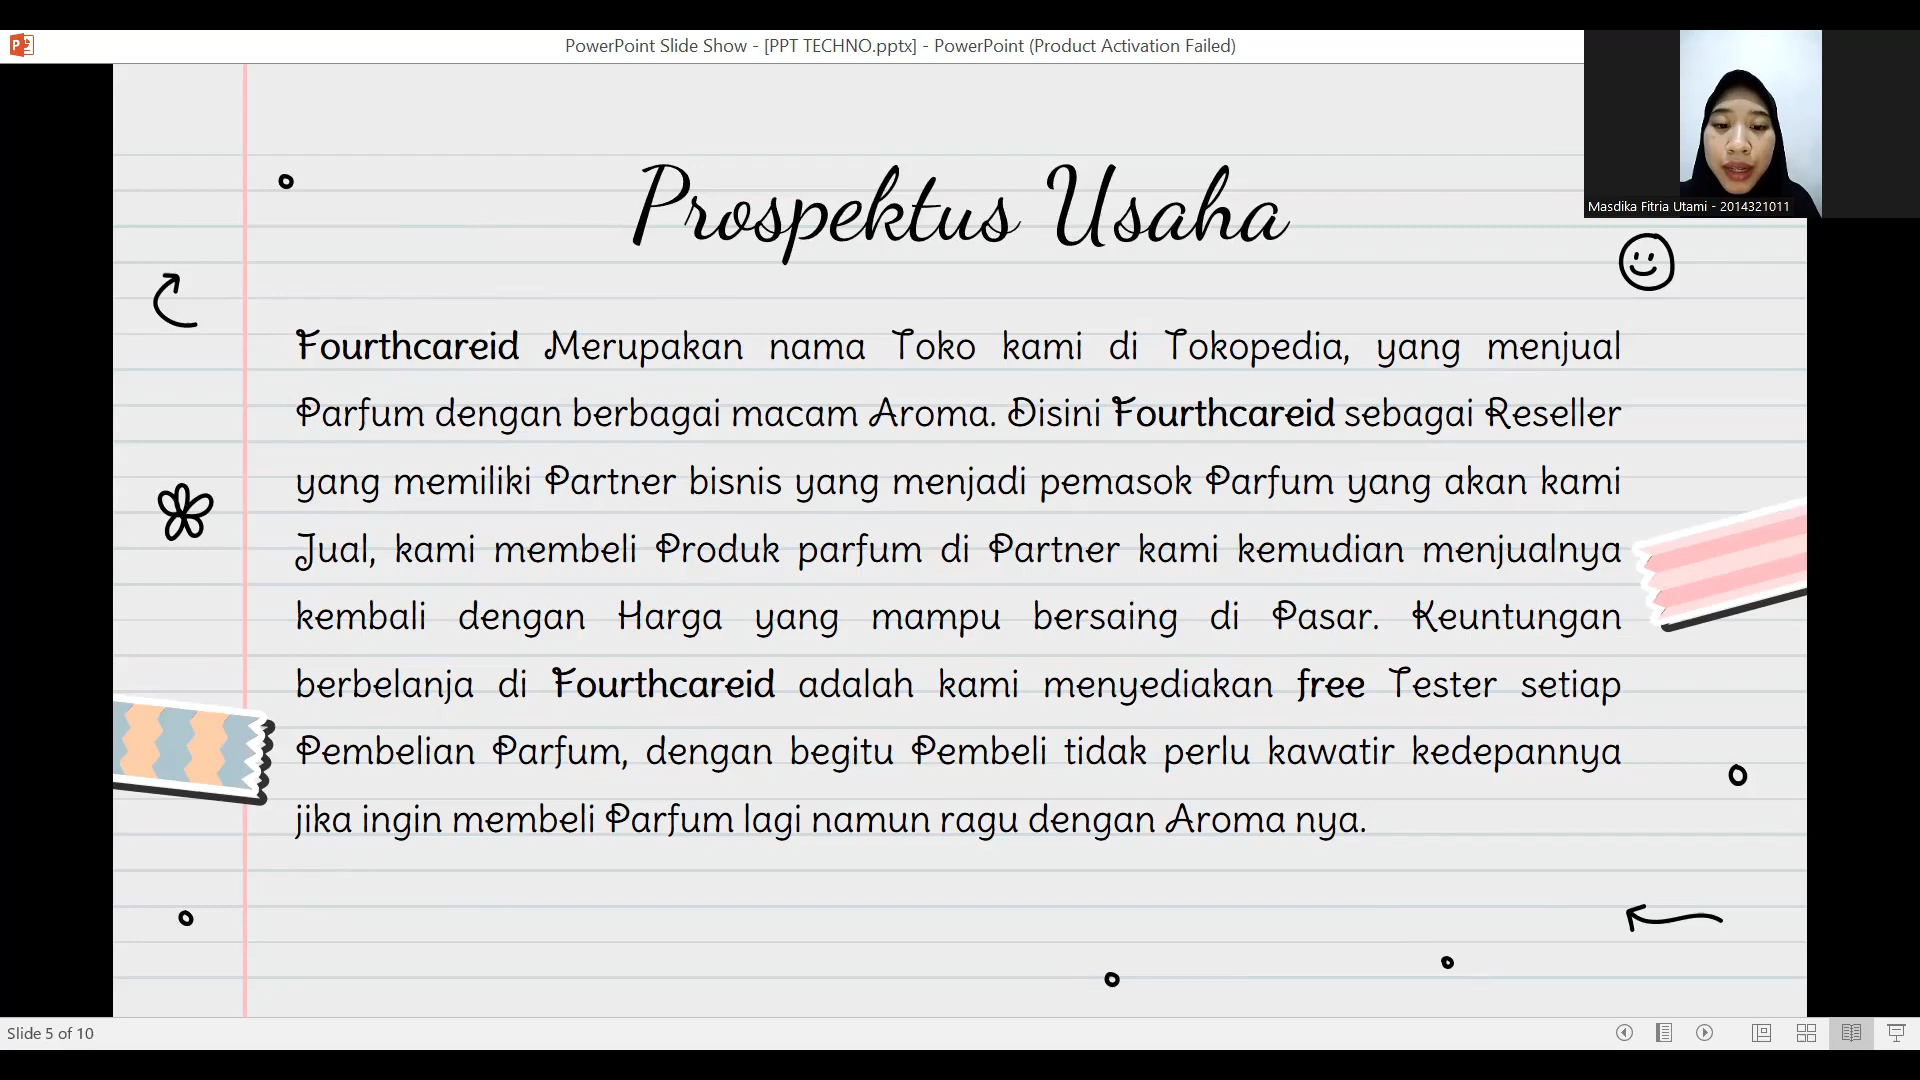 PowerPoint Slide Show - [PPT TECHNO.pptx] - PowerPoint (Product Activation Failed)
Masdika Fitria Utami - 2014321011
Prospektus Usaha
Fourthcareid Merupakan nama Toko kami di Tokopedia, yang menjual
Parfum dengan berbagai macam Aroma. Disini Fourthcareid sebagai Reseller
yang memiliki Partner bisnis yang menjadi pemasok Parfum yang akan kami
Jual, kami membeli Produk parfum di Partner kami kemudian menjualnya
kembali dengan Harga yang mampu bersaing di Pasar. Keuntungan
berbelanja di Fourthcareid adalah kami menyediakan free Tester setiap
Pembelian Parfum, dengan begitu Pembeli tidak perlu kawatir kedepannya
jika ingin membeli Parfum lagi namun ragu dengan Aroma nya.
Slide 5 of 10